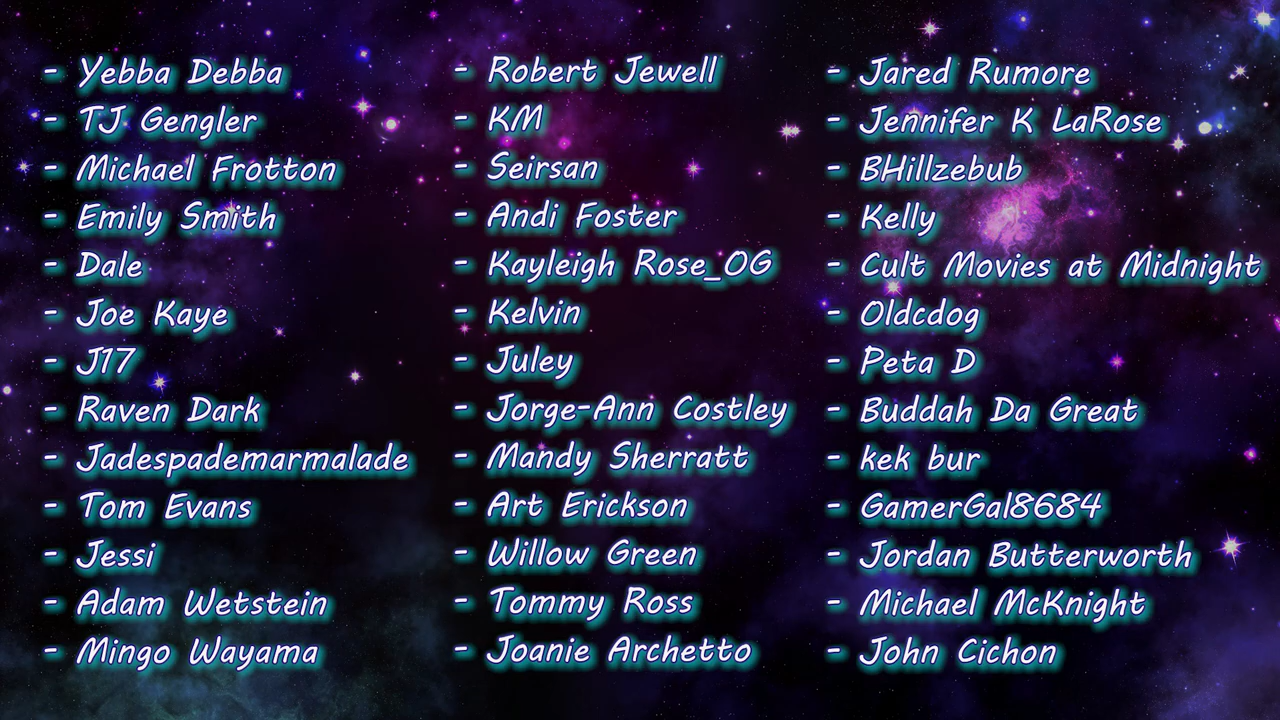 - Yebba Debba
- TJ Gengler
- Michael Frotton
- Emily Smith
- Dale
- Joe Kaye
- J17
- Raven Dark
- Jadespademarmalade
- Tom Evans
- Jessi
- Adam Wetstein
- Mingo Wayama
- Robert Jewell
- KM
- Seirsan
- Andi Foster
- Kayleigh Rose_OG
- Kelvin
- Juley
- Jorge-Ann Costley
- Mandy Sherratt
- Art Erickson
- Willow Green
- Tommy Ross
- Joanie Archetto
- Jared Rumore
- Jennifer K LaRose
- BHillzebub
- Kelly
- Cult Movies at Midnight
- Oldcdog
- Peta D
- Buddah Da Great
- kek bur
- GamerGal8684
- Jordan Butterworth
- Michael McKnight
- John Cichon